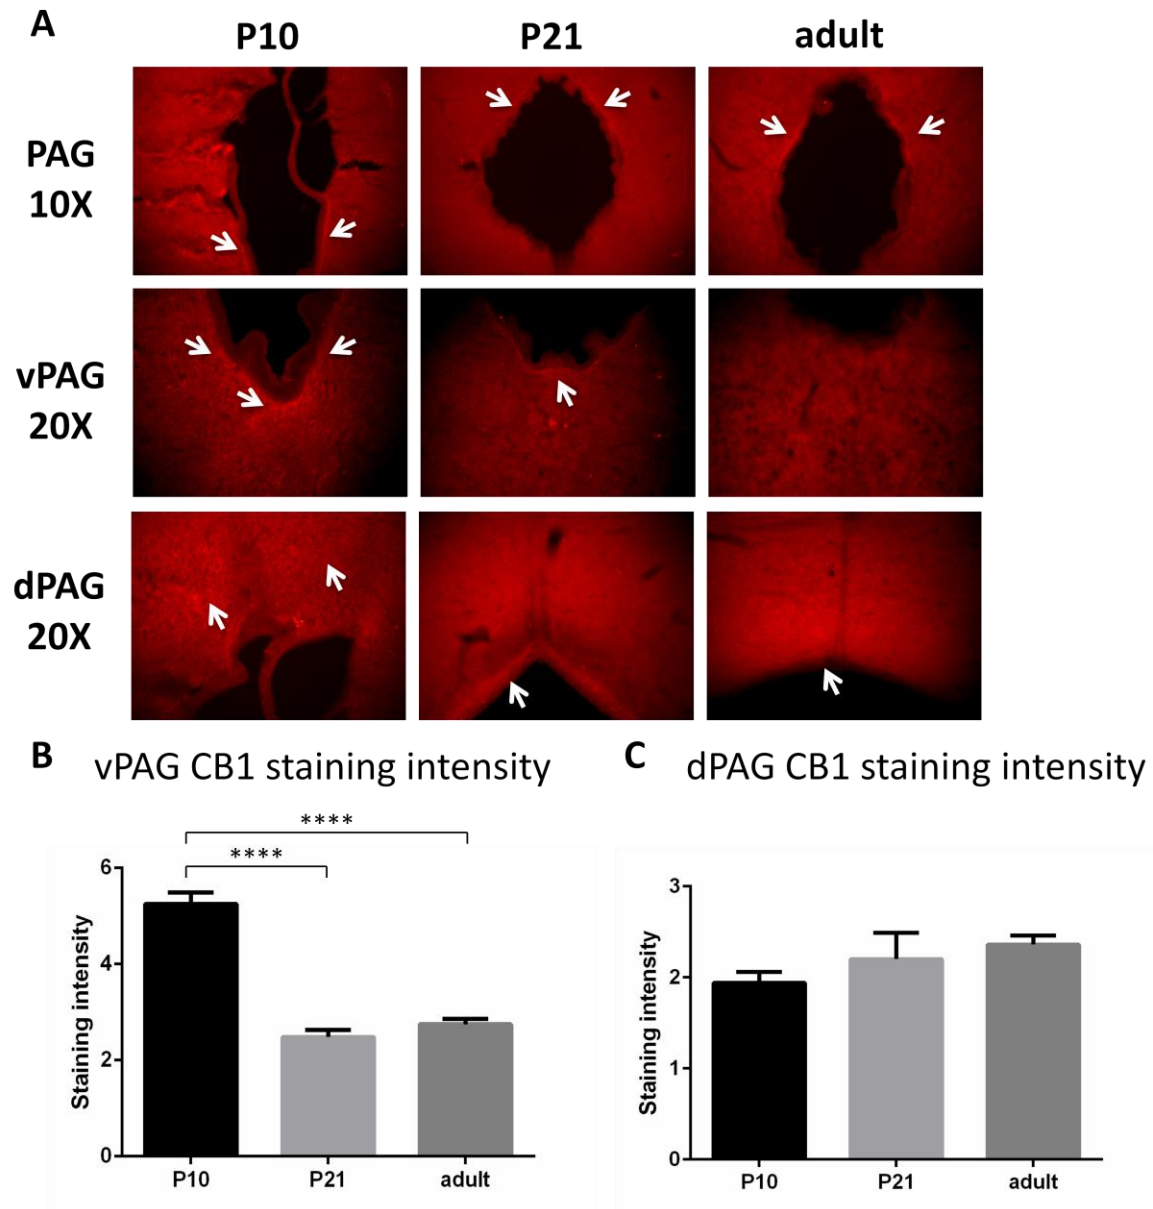 A
P10
P21
adult
PAG
10X
vPAG
20X
dPAG
20X
B
vPAG CB1 staining intensity
****
****
Staining intensity
6
4
2
0
P10
P21
adult
C
dPAG CB1 staining intensity
Staining intensity
3
2
1
0
P10
P21
adult